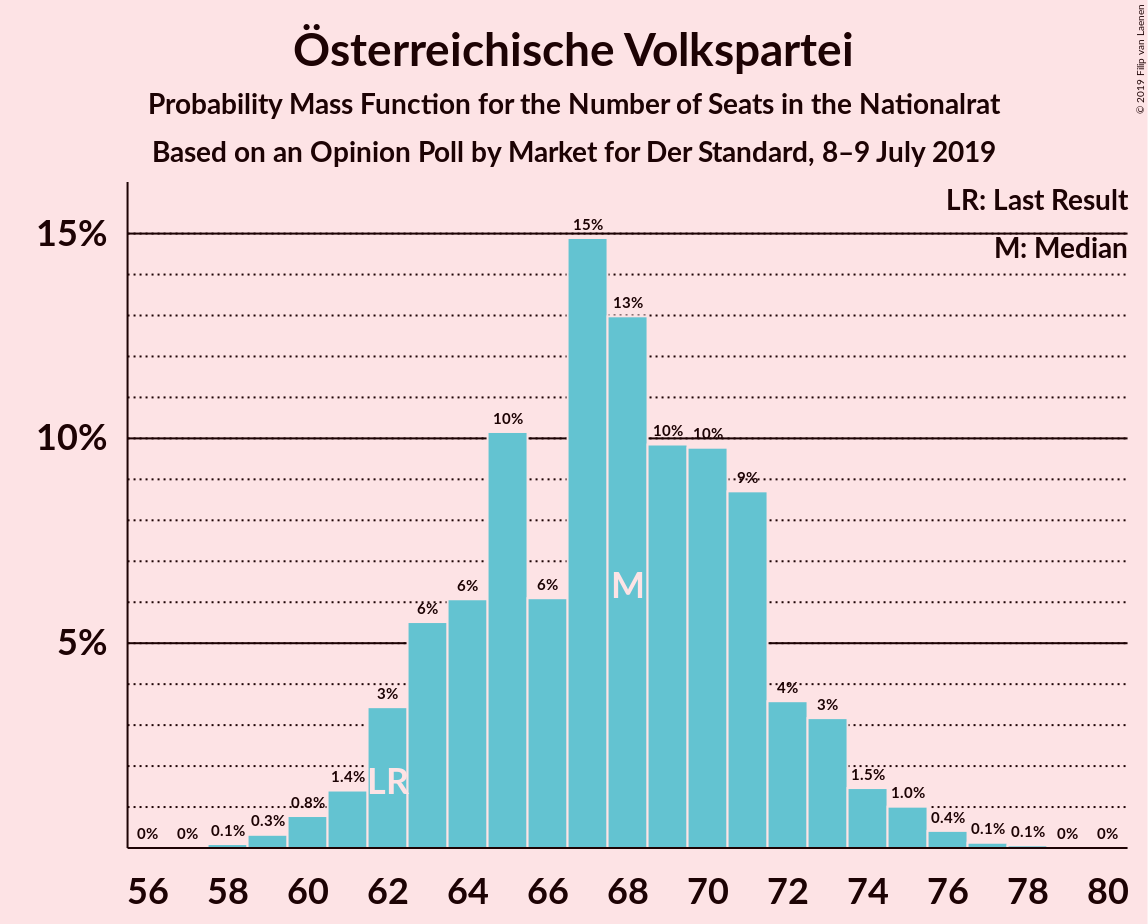 Österreichische Volkspartei
Probability Mass Function for the Number of Seats in the Nationalrat
Based on an Opinion Poll by Market for Der Standard, 8–9 July 2019
© 2019 Filip van Laenen
LR: Last Result
M: Median
15%
10%
5%
0% 0% 0.1% 0.3% 0.8% 1.4% 3% 6% 6% 10% 6% 15% 13% 10% 10% 9% 4% 3% 1.5% 1.0% 0.4% 0.1% 0.1% 0% 0%
LR
M
56 58 60 62 64 66 68 70 72 74 76 78 80